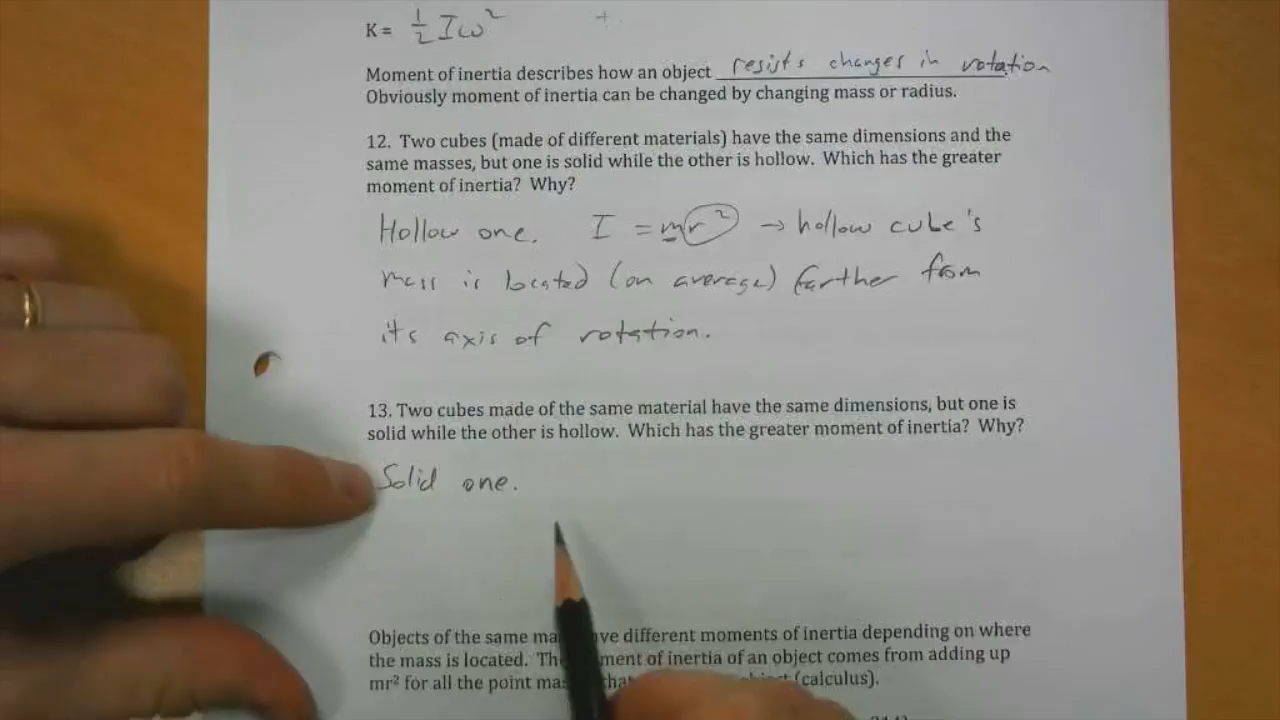 K = 1/2 Iω²
Moment of inertia describes how an object resists changes in rotation
Obviously moment of inertia can be changed by changing mass or radius.
12. Two cubes (made of different materials) have the same dimensions and the
same masses, but one is solid while the other is hollow. Which has the greater
moment of inertia? Why?
Hollow one. I = mr² → hollow cube's
mass is located (on average) farther from
its axis of rotation.
13. Two cubes made of the same material have the same dimensions, but one is
solid while the other is hollow. Which has the greater moment of inertia? Why?
Solid one.
Objects of the same different moments of inertia depending on where
the mass is located. of inertia of an object comes from adding up
mr² for all the point (calculus).